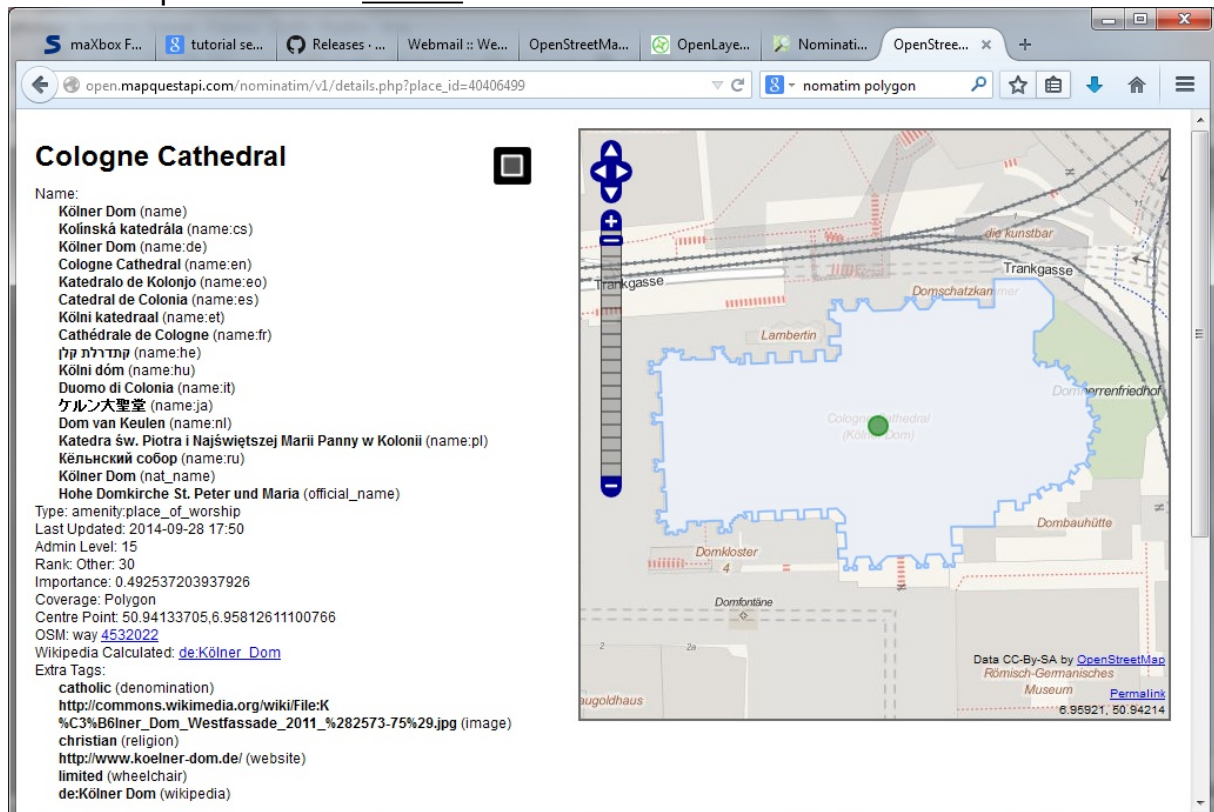 maXbox F...
tutorial se...
Releases · ...
Webmail :: We...
OpenStreetMa...
OpenLaye...
Nominati...
OpenStree...
open.mapquestapi.com/nominatim/v1/details.php?place_id=40406499
nomatim polygon
Cologne Cathedral
Name:
Kölner Dom (name)
Kolínská katedrála (name:cs)
Kölner Dom (name:de)
Cologne Cathedral (name:en)
Katedralo de Kolonjo (name:eo)
Catedral de Colonia (name:es)
Kölni katedraal (name:et)
Cathédrale de Cologne (name:fr)
קתדרלת קלן (name:he)
Kölni dóm (name:hu)
Duomo di Colonia (name:it)
ケルン大聖堂 (name:ja)
Dom van Keulen (name:nl)
Katedra św. Piotra i Najświętszej Marii Panny w Kolonii (name:pl)
Кёльнский собор (name:ru)
Kölner Dom (nat_name)
Hohe Domkirche St. Peter und Maria (official_name)
Type: amenity:place_of_worship
Last Updated: 2014-09-28 17:50
Admin Level: 15
Rank: Other: 30
Importance: 0.492537203937926
Coverage: Polygon
Centre Point: 50.94133705,6.95812611100766
OSM: way 4532022
Wikipedia Calculated: de:Kölner_Dom
Extra Tags:
catholic (denomination)
http://commons.wikimedia.org/wiki/File:K
%C3%B6lner_Dom_Westfassade_2011_%282573-75%29.jpg (image)
christian (religion)
http://www.koelner-dom.de/ (website)
limited (wheelchair)
de:Kölner Dom (wikipedia)
1
die kunstbar
Trankgasse
Trankgasse
Domschatzkammer
Lambertin
Domherrenfriedhof
Cologne Cathedral
(Kölner Dom)
Dombauhütte
Domkloster
4
Domfontäne
2
2a
Data CC-By-SA by OpenStreetMap
Römisch-Germanisches
Museum
Permalink
augoldhaus
6.95921, 50.94214